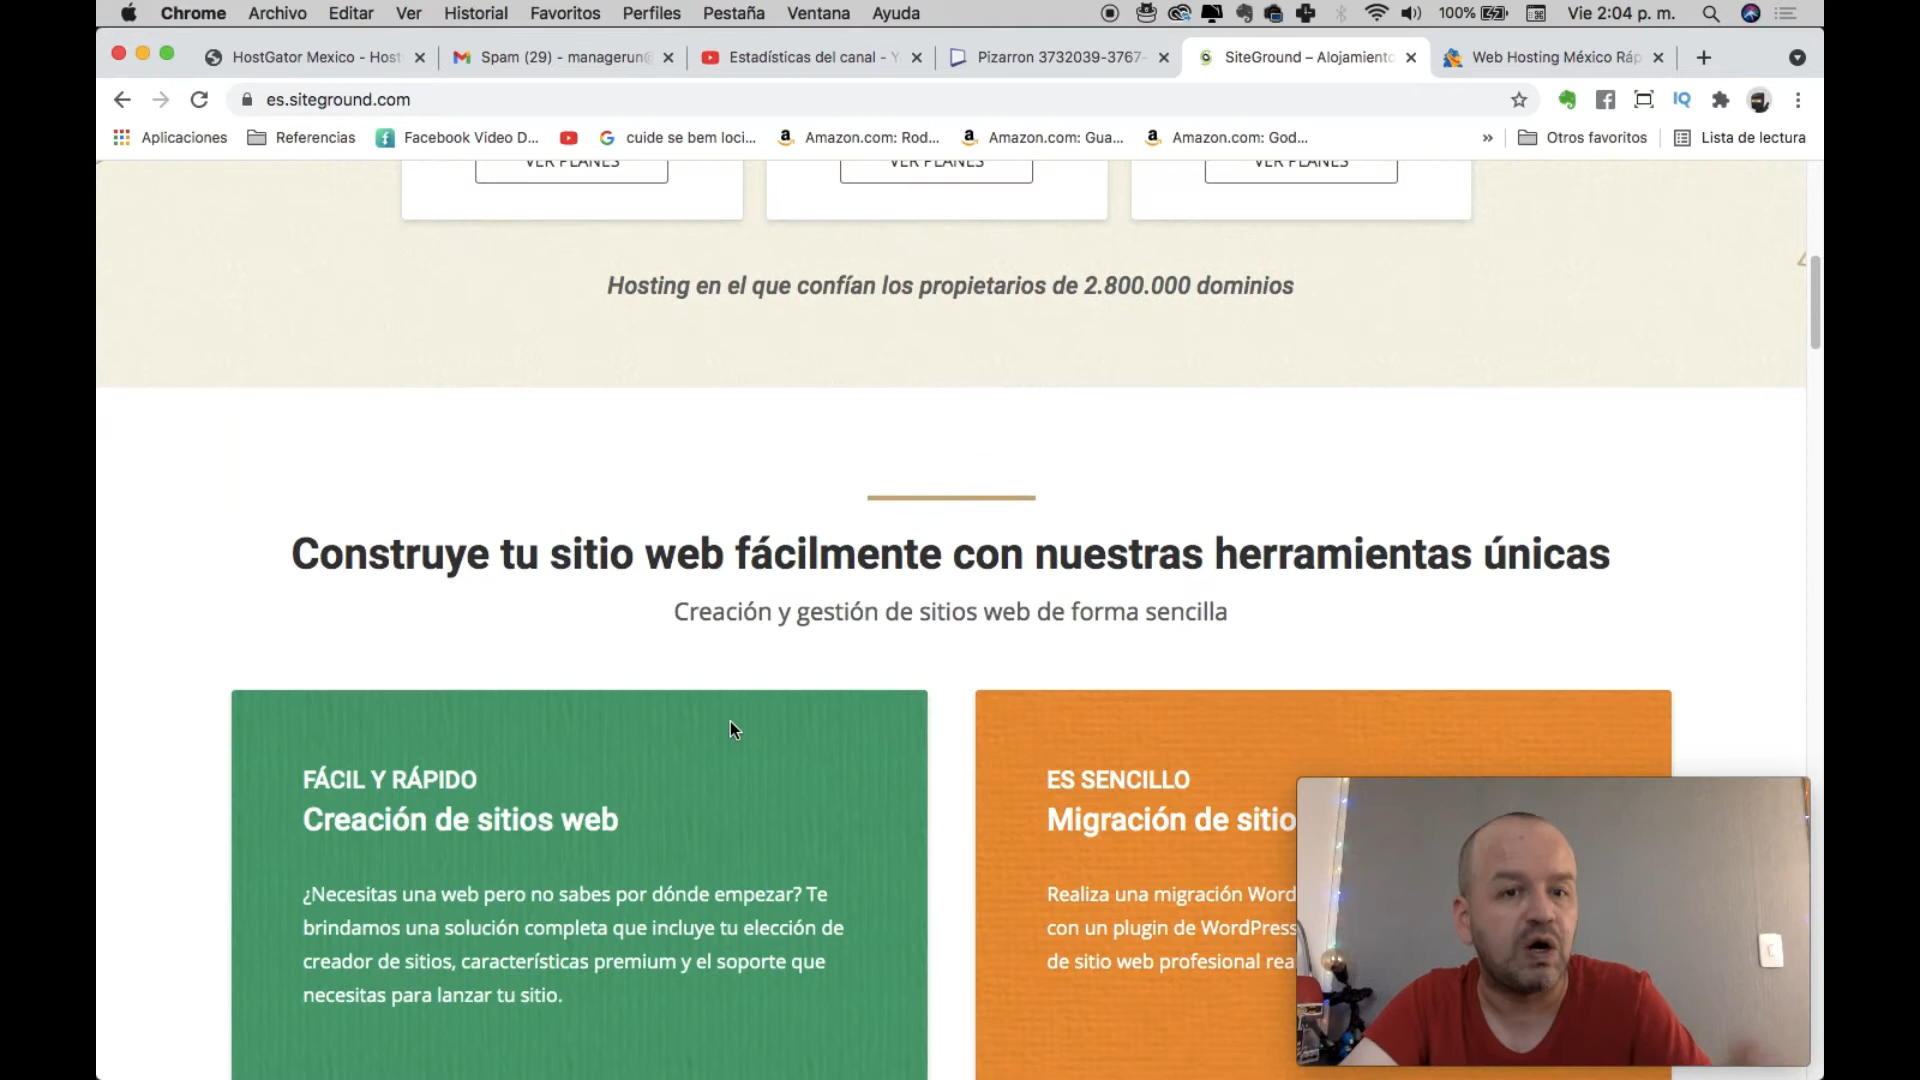 Chrome Archivo Editar Ver Historial Favoritos Perfiles Pestaña Ventana Ayuda 100% Vie 2:04 p. m.
HostGator Mexico - Host Spam (29) - managerun@ Estadísticas del canal - Y Pizarron 3732039-3767- SiteGround – Alojamiento Web Hosting México Ráp
es.siteground.com IQ
Aplicaciones Referencias Facebook Video D... cuide se bem loci... Amazon.com: Rod... Amazon.com: Gua... Amazon.com: God... » Otros favoritos Lista de lectura
VER PLANES VER PLANES VER PLANES
Hosting en el que confían los propietarios de 2.800.000 dominios
Construye tu sitio web fácilmente con nuestras herramientas únicas
Creación y gestión de sitios web de forma sencilla
FÁCIL Y RÁPIDO
Creación de sitios web
¿Necesitas una web pero no sabes por dónde empezar? Te
brindamos una solución completa que incluye tu elección de
creador de sitios, características premium y el soporte que
necesitas para lanzar tu sitio.
ES SENCILLO
Migración de sitio
Realiza una migración Word
con un plugin de WordPress
de sitio web profesional rea